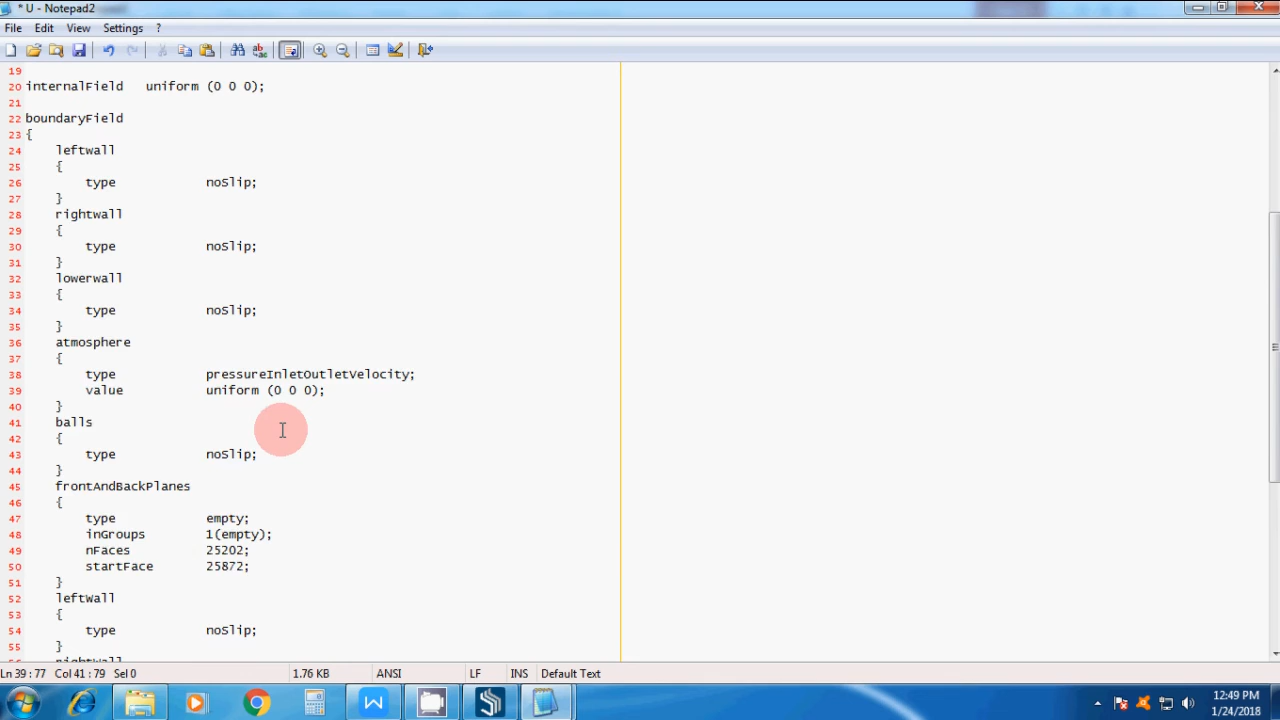 * U - Notepad2
File Edit View Settings ?
19
20 internalField uniform (0 0 0);
21
22 boundaryField
23 {
24 leftwall
25 {
26 type noSlip;
27 }
28 rightwall
29 {
30 type noSlip;
31 }
32 lowerwall
33 {
34 type noSlip;
35 }
36 atmosphere
37 {
38 type pressureInletOutletVelocity;
39 value uniform (0 0 0);
40 }
41 balls
42 {
43 type noSlip;
44 }
45 frontAndBackPlanes
46 {
47 type empty;
48 inGroups 1(empty);
49 nFaces 25202;
50 startFace 25872;
51 }
52 leftWall
53 {
54 type noSlip;
55 }
Ln 39 : 77 Col 41 : 79 Sel 0 1.76 KB ANSI LF INS Default Text
12:49 PM
1/24/2018